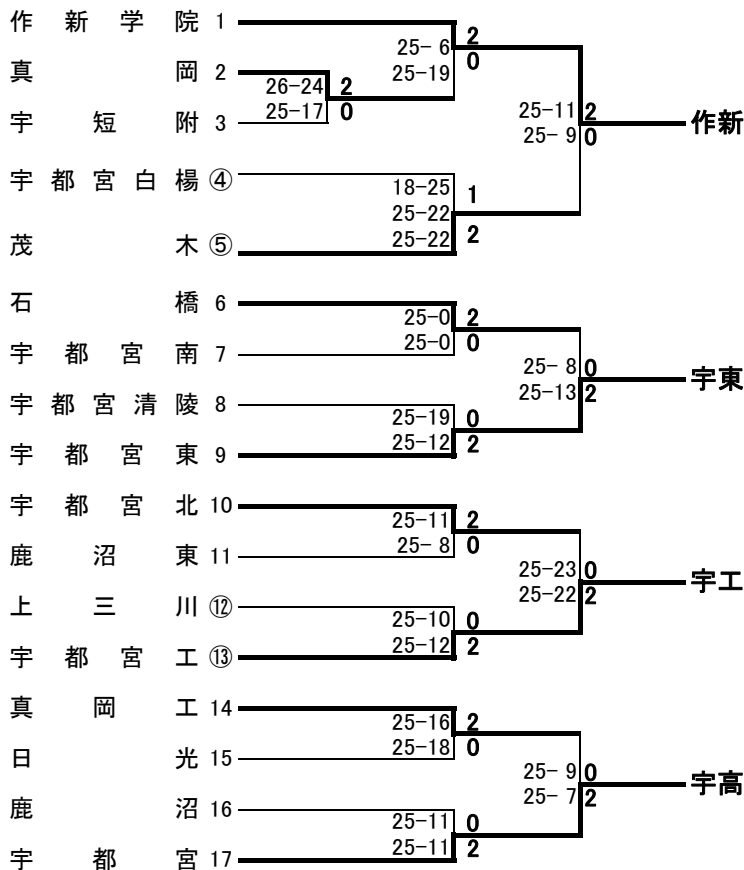 作新学院 1
2
25- 6
0
真岡 2
25-19
26-24 2
25-17 0
宇短附 3
25-11 2
作新
25- 9 0
宇都宮白楊 ④
18-25 1
25-22
茂木 ⑤
25-22 2
石橋 6
25-0 2
25-0 0
宇都宮南 7
25- 8 0
宇東
25-13 2
宇都宮清陵 8
25-19 0
25-12 2
宇都宮東 9
宇都宮北 10
25-11 2
25- 8 0
鹿沼東 11
25-23 0
宇工
25-22 2
上三川 ⑫
25-10 0
25-12 2
宇都宮工 ⑬
真岡工 14
25-16 2
25-18 0
日光 15
25- 9 0
宇高
25- 7 2
鹿沼 16
25-11 0
25-11 2
宇都宮 17